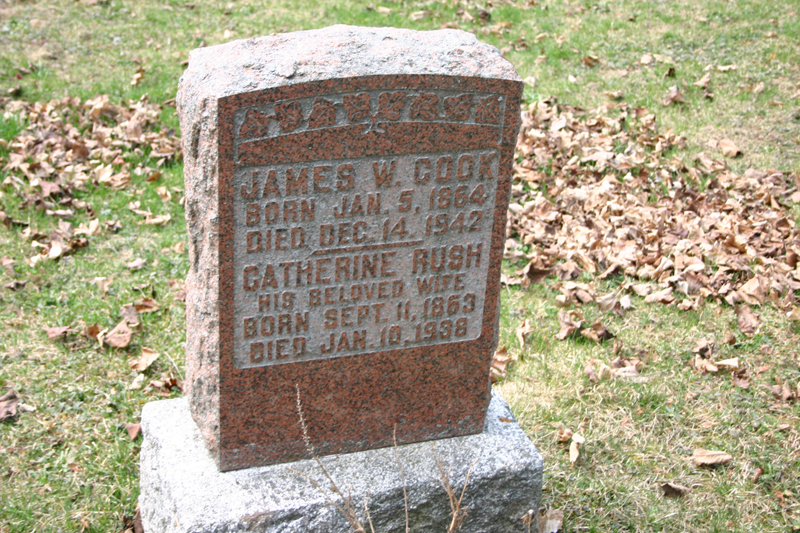 JAMES W. COOK
BORN JAN. 5, 1864
DIED DEC. 14, 1942
CATHERINE RUSH
HIS BELOVED WIFE
BORN SEPT. 11, 1863
DIED JAN. 10, 1938